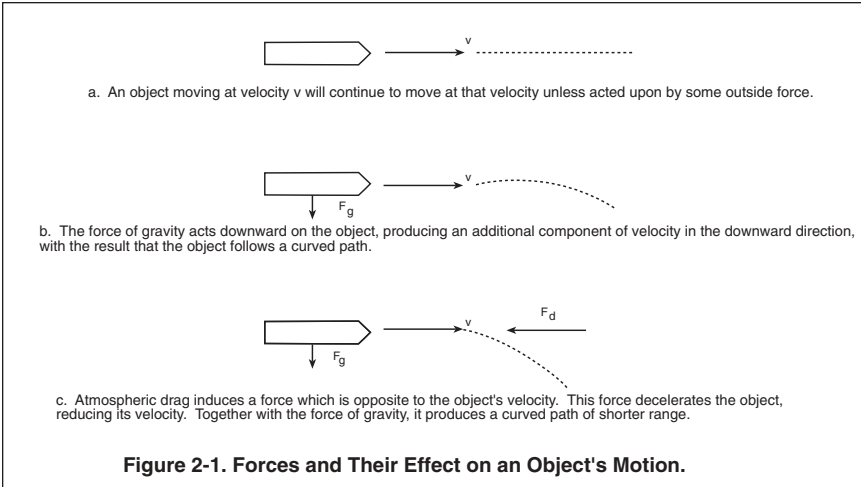 v
a. An object moving at velocity v will continue to move at that velocity unless acted upon by some outside force.
v
Fg
b. The force of gravity acts downward on the object, producing an additional component of velocity in the downward direction,
with the result that the object follows a curved path.
Fd
v
Fg
c. Atmospheric drag induces a force which is opposite to the object's velocity. This force decelerates the object,
reducing its velocity. Together with the force of gravity, it produces a curved path of shorter range.
Figure 2-1. Forces and Their Effect on an Object's Motion.